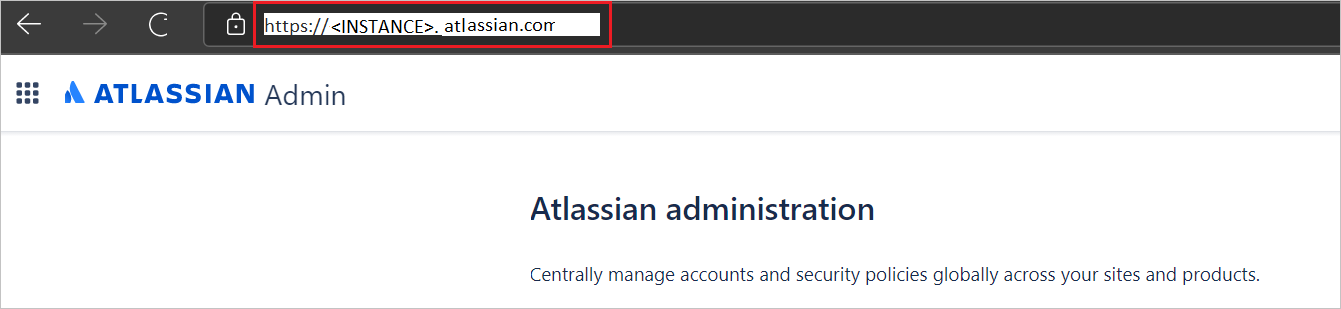 https:// <INSTANCE>. atlassian.com
ATLASSIAN Admin
Atlassian administration
Centrally manage accounts and security policies globally across your sites and products.